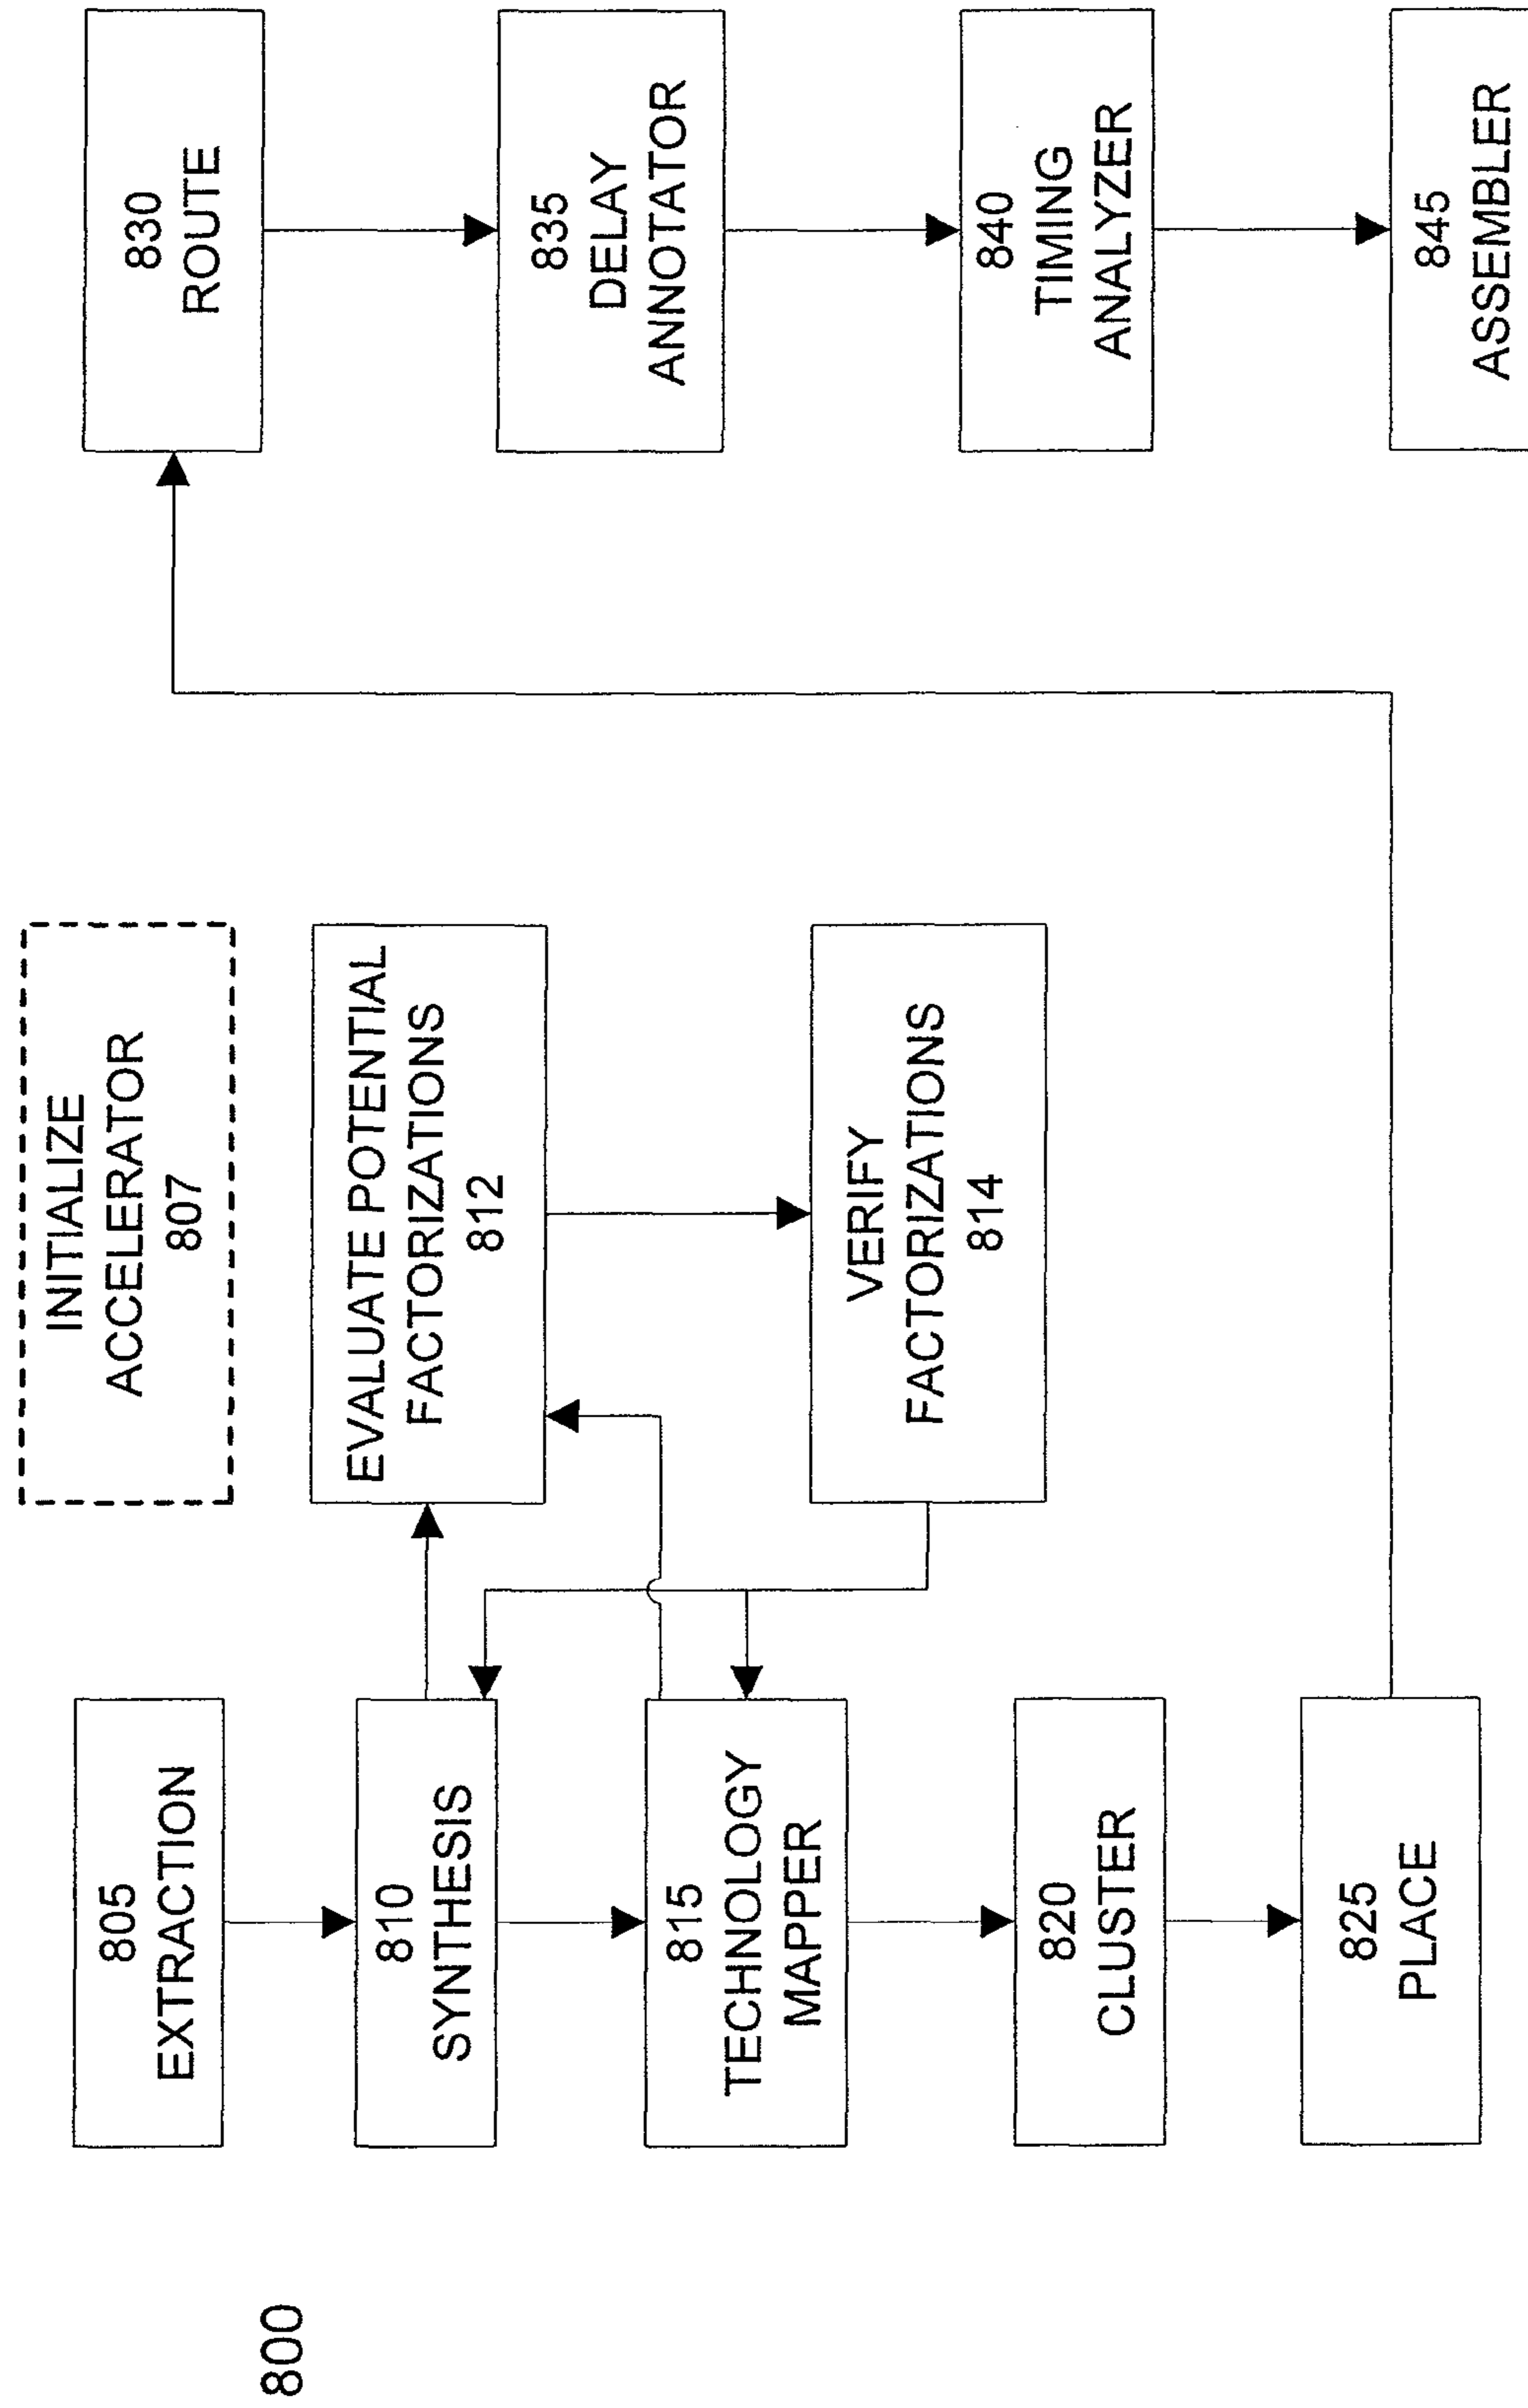 800
805
EXTRACTION
810
SYNTHESIS
815
TECHNOLOGY
MAPPER
820
CLUSTER
825
PLACE
INITIALIZE
ACCELERATOR
807
EVALUATE POTENTIAL
FACTORIZATIONS
812
VERIFY
FACTORIZATIONS
814
830
ROUTE
835
DELAY
ANNOTATOR
840
TIMING
ANALYZER
845
ASSEMBLER